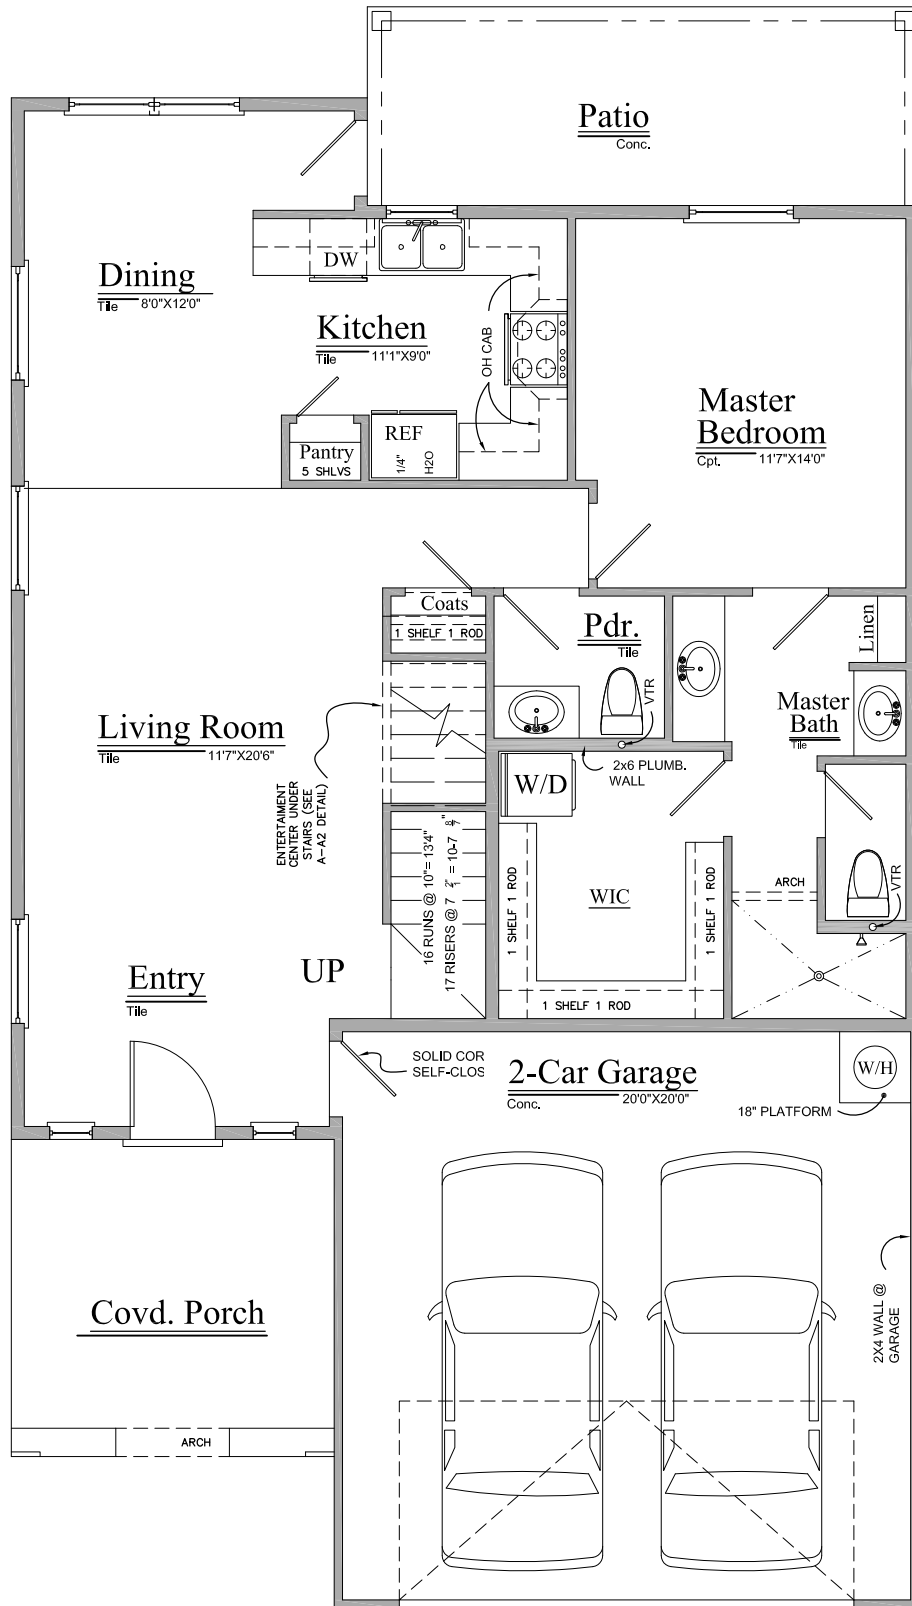 Patio
Conc.
Dining
Tile 8'0"X12'0"
DW
Kitchen
Tile 11'1"X9'0"
OH CAB
Pantry
5 SHLVS
REF
1/4"
H2O
Master
Bedroom
Cpt. 11'7"X14'0"
Coats
1 SHELF 1 ROD
Pdr.
Tile
Linen
VTR
Master
Bath
Tile
Living Room
Tile 11'7"X20'6"
ENTERTAIMENT
CENTER UNDER
STAIRS (SEE
A-A2 DETAIL)
2x6 PLUMB.
WALL
W/D
WIC
1 SHELF 1 ROD
1 SHELF 1 ROD
1 SHELF 1 ROD
ARCH
VTR
16 RUNS @ 10"= 13'4"
17 RISERS @ 7
= 10-7
UP
Entry
Tile
SOLID COR
SELF-CLOS
2-Car Garage
Conc. 20'0"X20'0"
W/H
18" PLATFORM
2X4 WALL @
GARAGE
Covd. Porch
ARCH